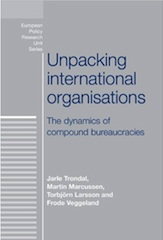 European
Policy
Research
Unit
Series
Unpacking
international
organisations
The dynamics of
compound bureaucracies
Jarle Trondal,
Martin Marcussen,
Torbjörn Larsson and
Frode Veggeland